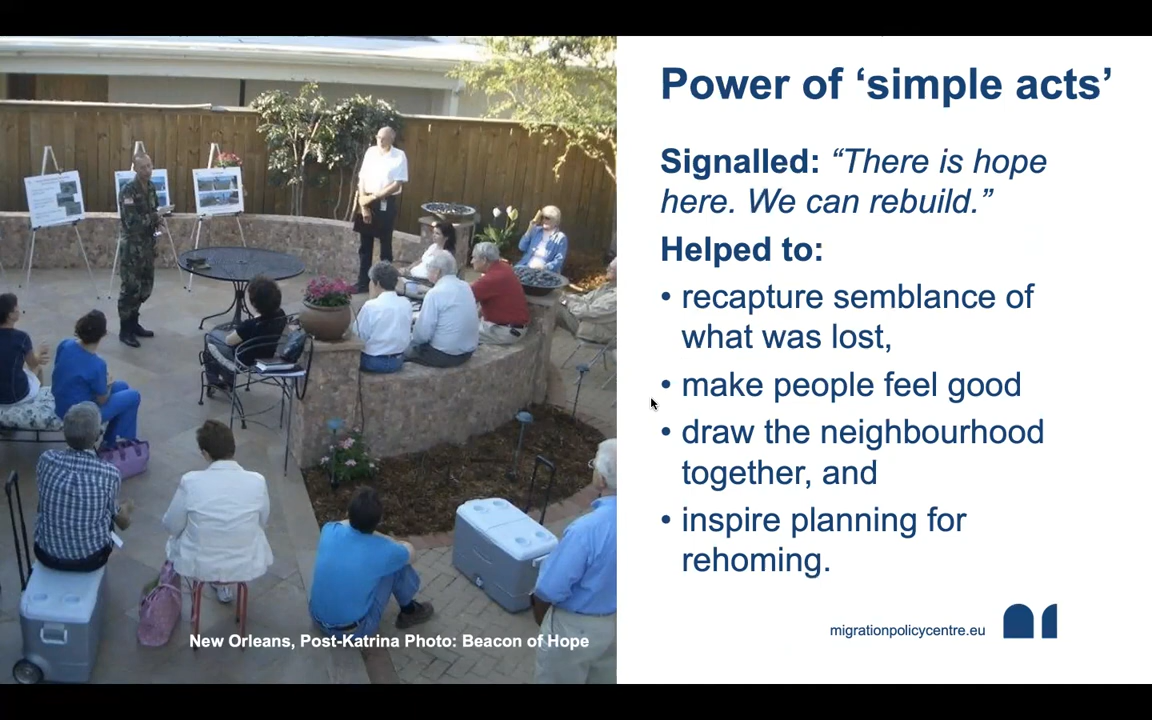 Power of ‘simple acts’
Signalled: “There is hope
here. We can rebuild.”
Helped to:
• recapture semblance of
what was lost,
• make people feel good
• draw the neighbourhood
together, and
• inspire planning for
rehoming.
migrationpolicycentre.eu
New Orleans, Post-Katrina Photo: Beacon of Hope